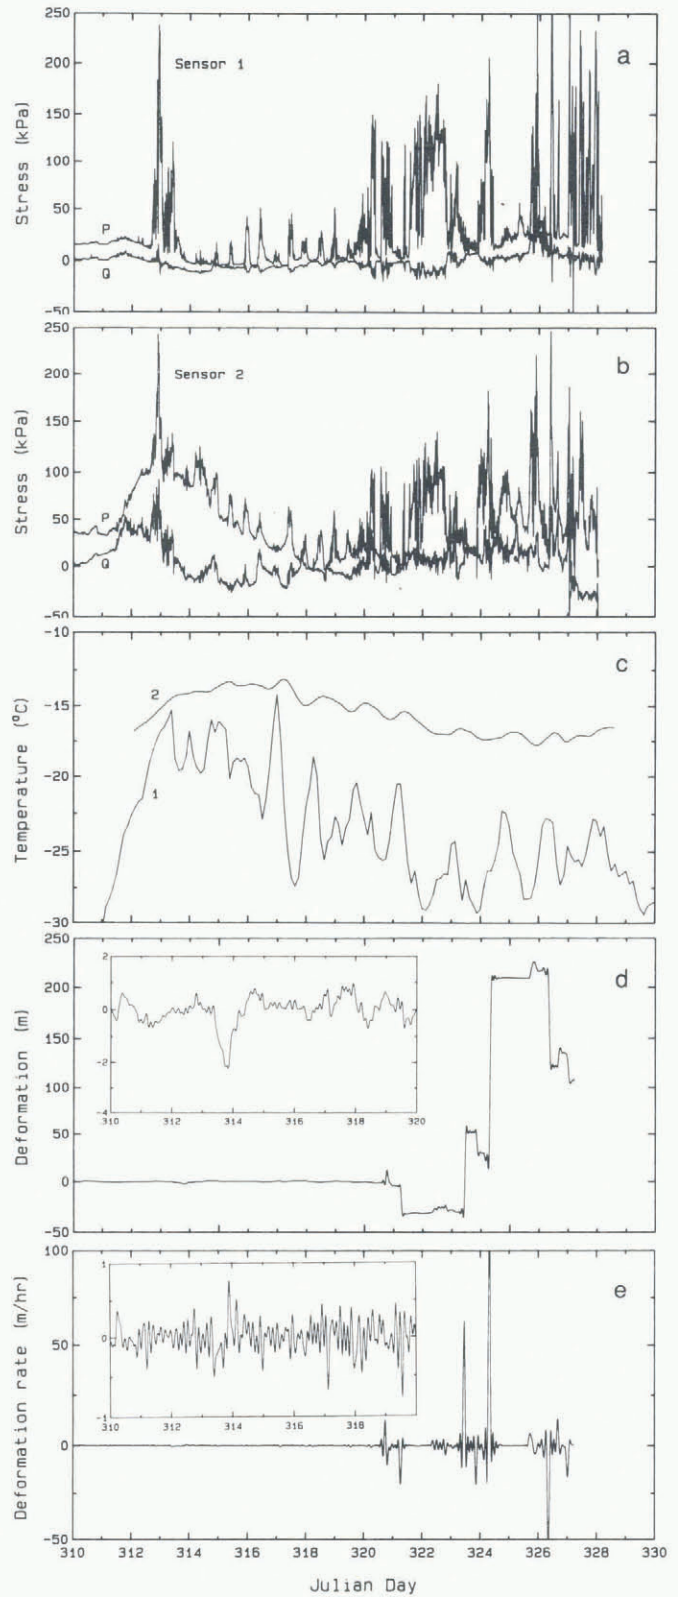 250
200
150
100
50
0
-50
Stress (kPa)
Sensor 1
a
P
Q
250
200
150
100
50
0
-50
Stress (kPa)
Sensor 2
b
P
Q
-10
-15
-20
-25
-30
Temperature (°C)
c
2
1
250
200
150
100
50
0
-50
Deformation (m)
d
2
0
-2
-4
310 312 314 316 318 320
100
50
0
-50
Deformation rate (m/hr)
e
1
0
-1
310 312 314 316 318
310 312 314 316 318 320 322 324 326 328 330
Julian Day